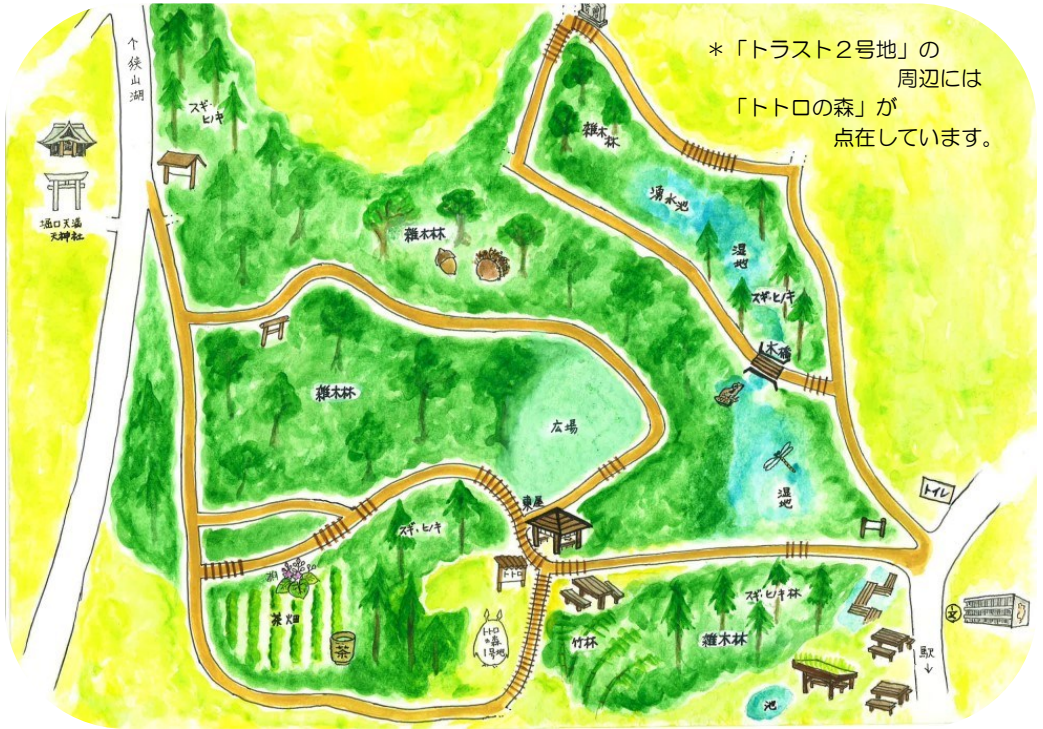 ＊「トラスト２号地」の
周辺には
「トトロの森」が
点在しています。
个狭山湖
スギ・ヒノキ
雑木林
湧水池
堀口天満
天神社
雑木林
湿地
スギ・ヒノキ
木橋
雑木林
広場
湿地
トイレ
東屋
スギ・ヒノキ
トトロ
茶畑
茶
トトロ
の森
1号地
竹林
スギ・ヒノキ林
雑木林
文
駅
↓
池